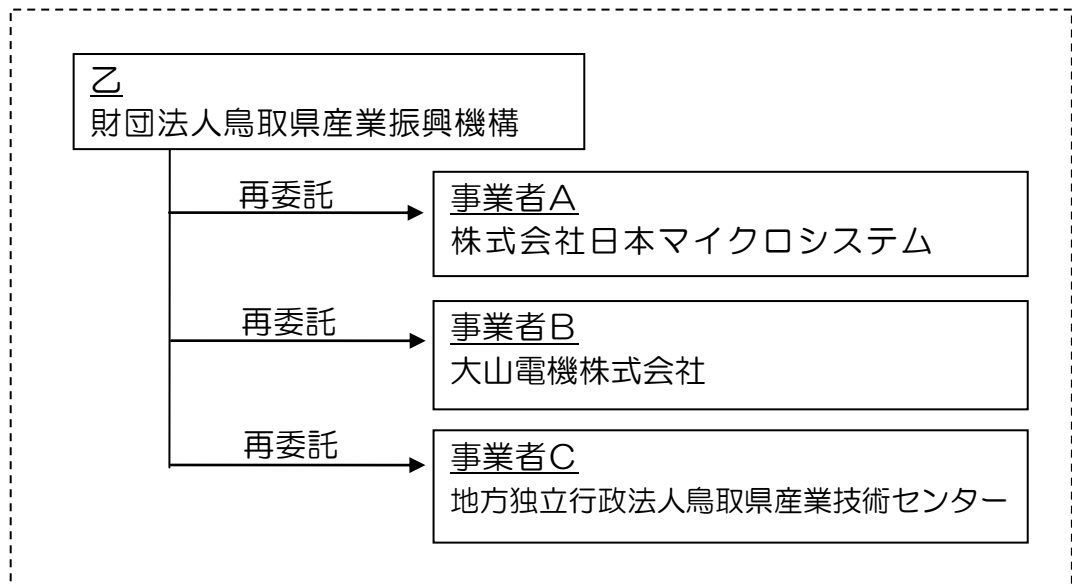 乙
財団法人鳥取県産業振興機構
再委託
事業者A
株式会社日本マイクロシステム
再委託
事業者B
大山電機株式会社
再委託
事業者C
地方独立行政法人鳥取県産業技術センター